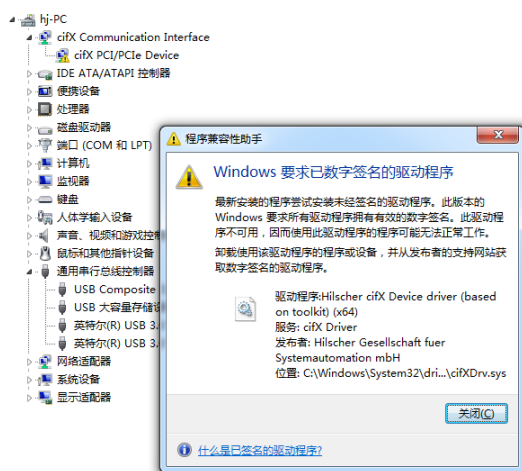 hj-PC
cifX Communication Interface
cifX PCI/PCIe Device
IDE ATA/ATAPI 控制器
便携设备
处理器
磁盘驱动器
端口 (COM 和 LPT)
计算机
监视器
键盘
人体学输入设备
声音、视频和游戏控制
鼠标和其他指针设备
通用串行总线控制器
USB Composite
USB 大容量存储设
英特尔(R) USB 3.
英特尔(R) USB 3.
网络适配器
系统设备
显示适配器
程序兼容性助手
Windows 要求已数字签名的驱动程序
最新安装的程序尝试安装未经签名的驱动程序。此版本的
Windows 要求所有驱动程序拥有有效的数字签名。此驱动程
序不可用，因而使用此驱动程序的程序可能无法正常工作。
卸载使用该驱动程序的程序或设备，并从发布者的支持网站获
取数字签名的驱动程序。
驱动程序:Hilscher cifX Device driver (based
on toolkit) (x64)
服务: cifX Driver
发布者: Hilscher Gesellschaft fuer
Systemautomation mbH
位置: C:\Windows\System32\dri...\cifXDrv.sys
关闭(C)
什么是已签名的驱动程序?